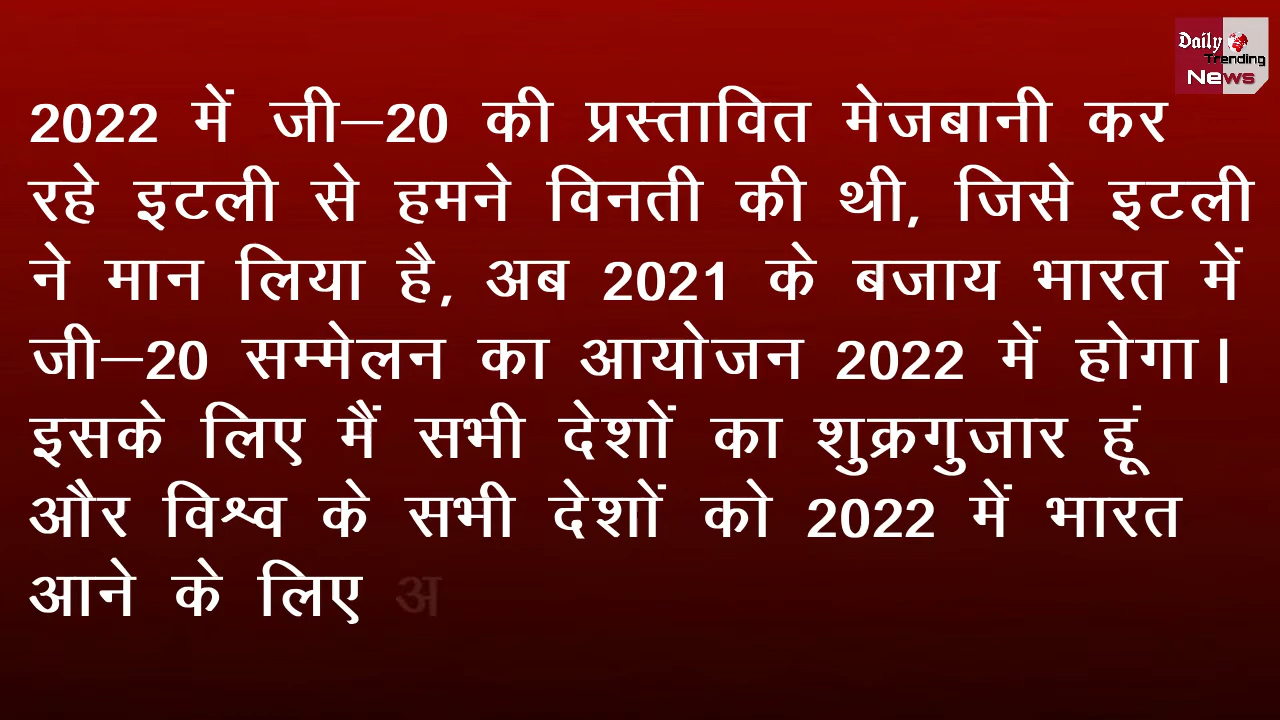 Daily
Trending
News
2022 में जी–20 की प्रस्तावित मेजबानी कर
रहे इटली से हमने विनती की थी, जिसे इटली
ने मान लिया है, अब 2021 के बजाय भारत में
जी–20 सम्मेलन का आयोजन 2022 में होगा।
इसके लिए मैं सभी देशों का शुक्रगुजार हूं
और विश्व के सभी देशों को 2022 में भारत
आने के लिए अ